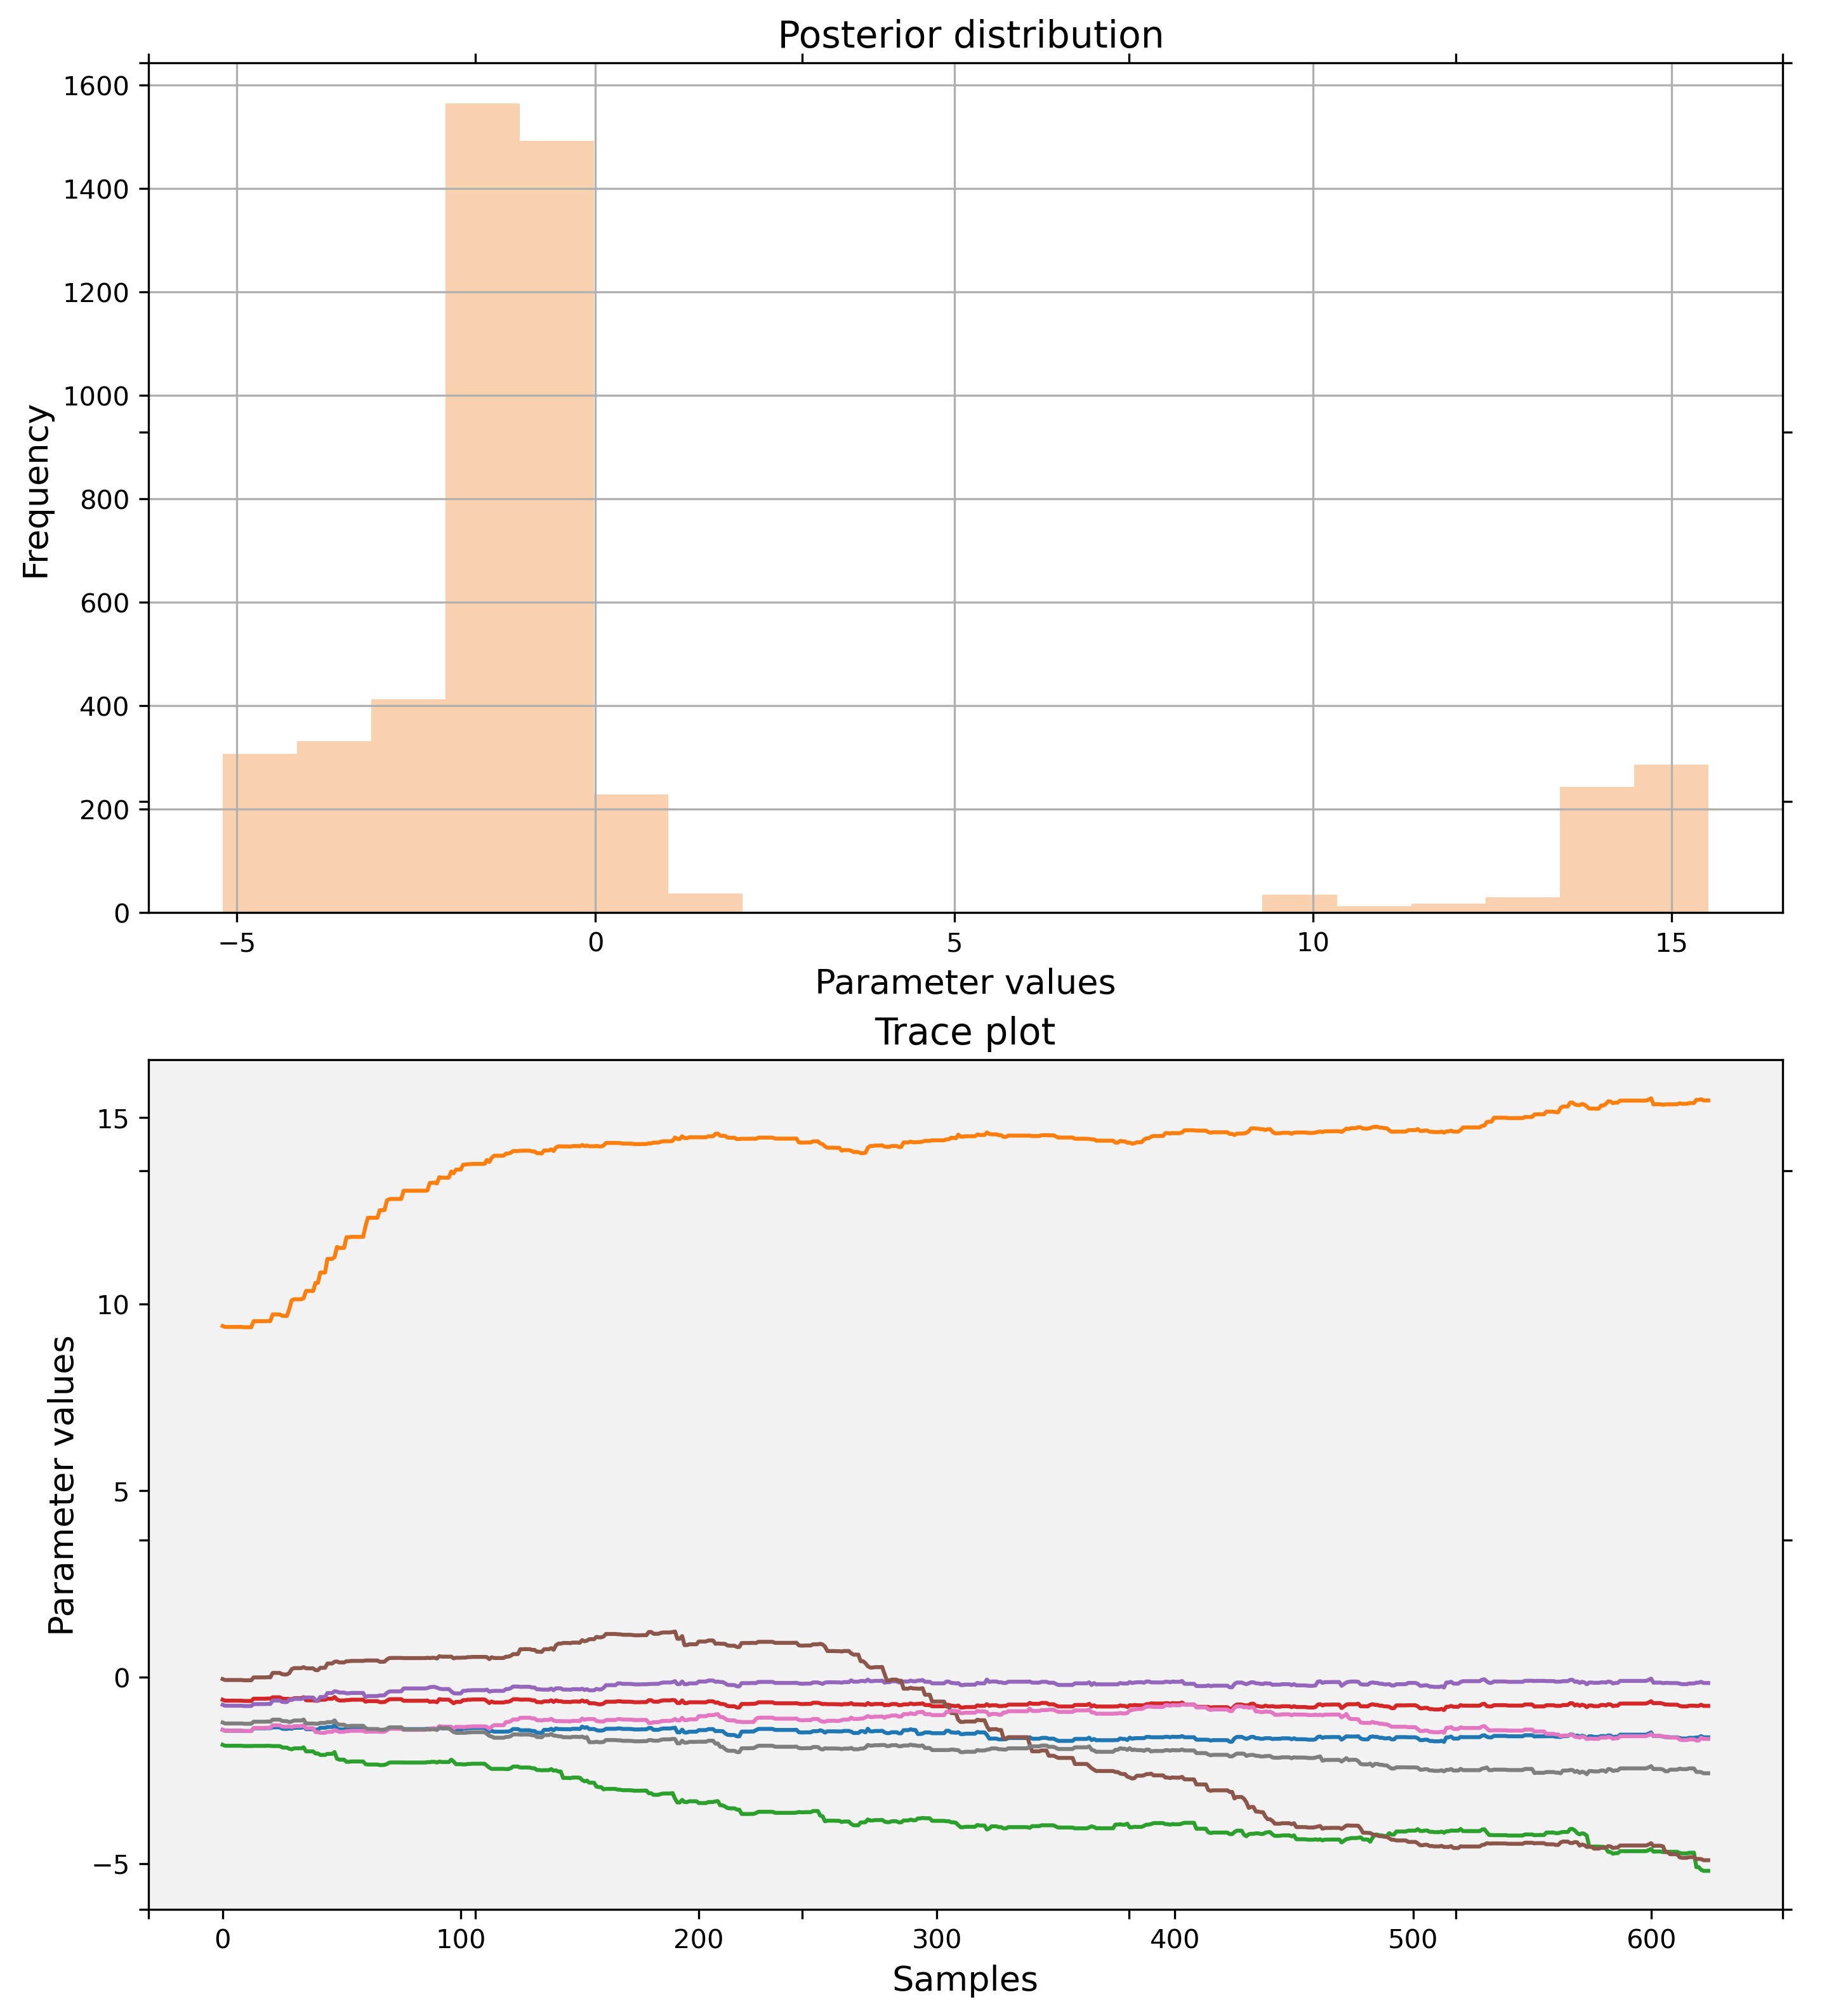 Posterior distribution
1600
1400
1200
1000
800
600
400
200
0
Frequency
−5 0 5 10 15
Parameter values
Trace plot
15
10
5
0
−5
Parameter values
0 100 200 300 400 500 600
Samples